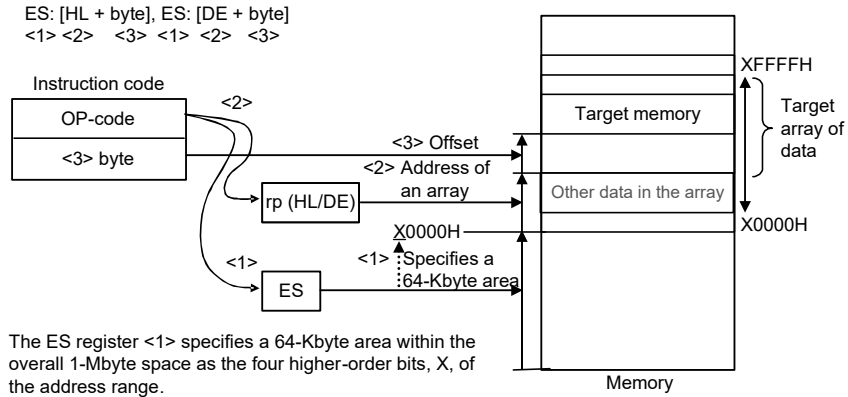 ES: [HL + byte], ES: [DE + byte]
<1> <2> <3> <1> <2> <3>
Instruction code
OP-code
<3> byte
<2>
<3> Offset
<2> Address of
an array
rp (HL/DE)
X0000H
<1>
<1> Specifies a
64-Kbyte area
ES
XFFFFH
Target memory
Target
array of
data
Other data in the array
X0000H
Memory
The ES register <1> specifies a 64-Kbyte area within the
overall 1-Mbyte space as the four higher-order bits, X, of
the address range.